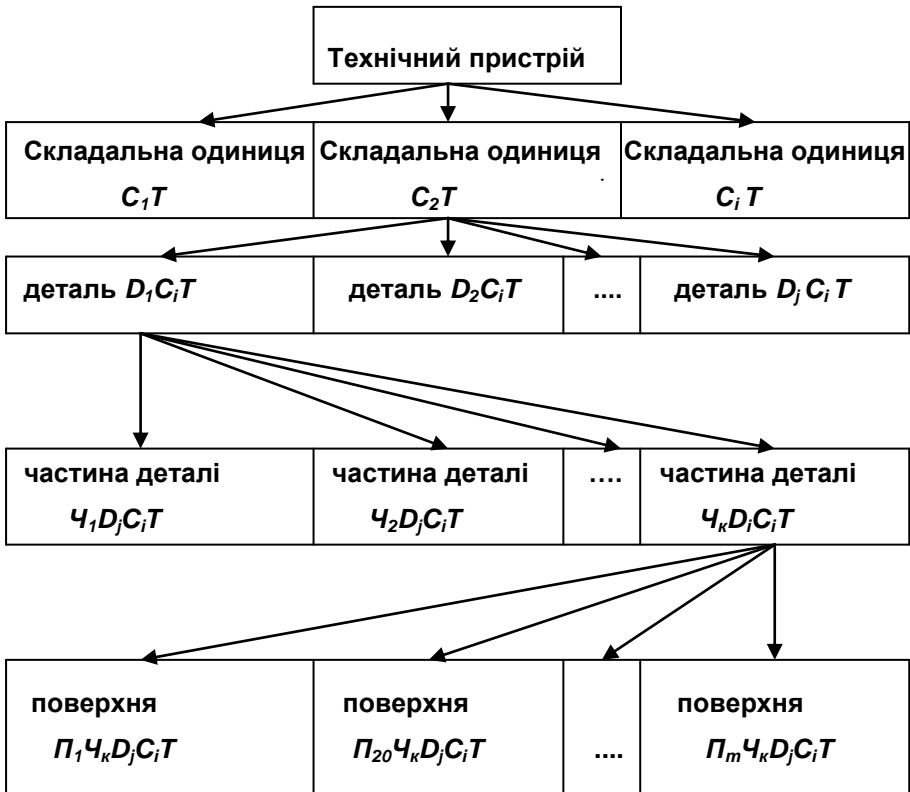 Технічний пристрій
Складальна одиниця Складальна одиниця Складальна одиниця
C₁T C₂T Cᵢ T
деталь D₁CᵢT деталь D₂CᵢT .... деталь Dⱼ Cᵢ T
частина деталі частина деталі .... частина деталі
Ч₁DⱼCᵢT Ч₂DⱼCᵢT ЧкDᵢCᵢT
поверхня поверхня поверхня
П₁ЧкDⱼCᵢT П₂₀ЧкDⱼCᵢT .... ПmЧкDⱼCᵢT